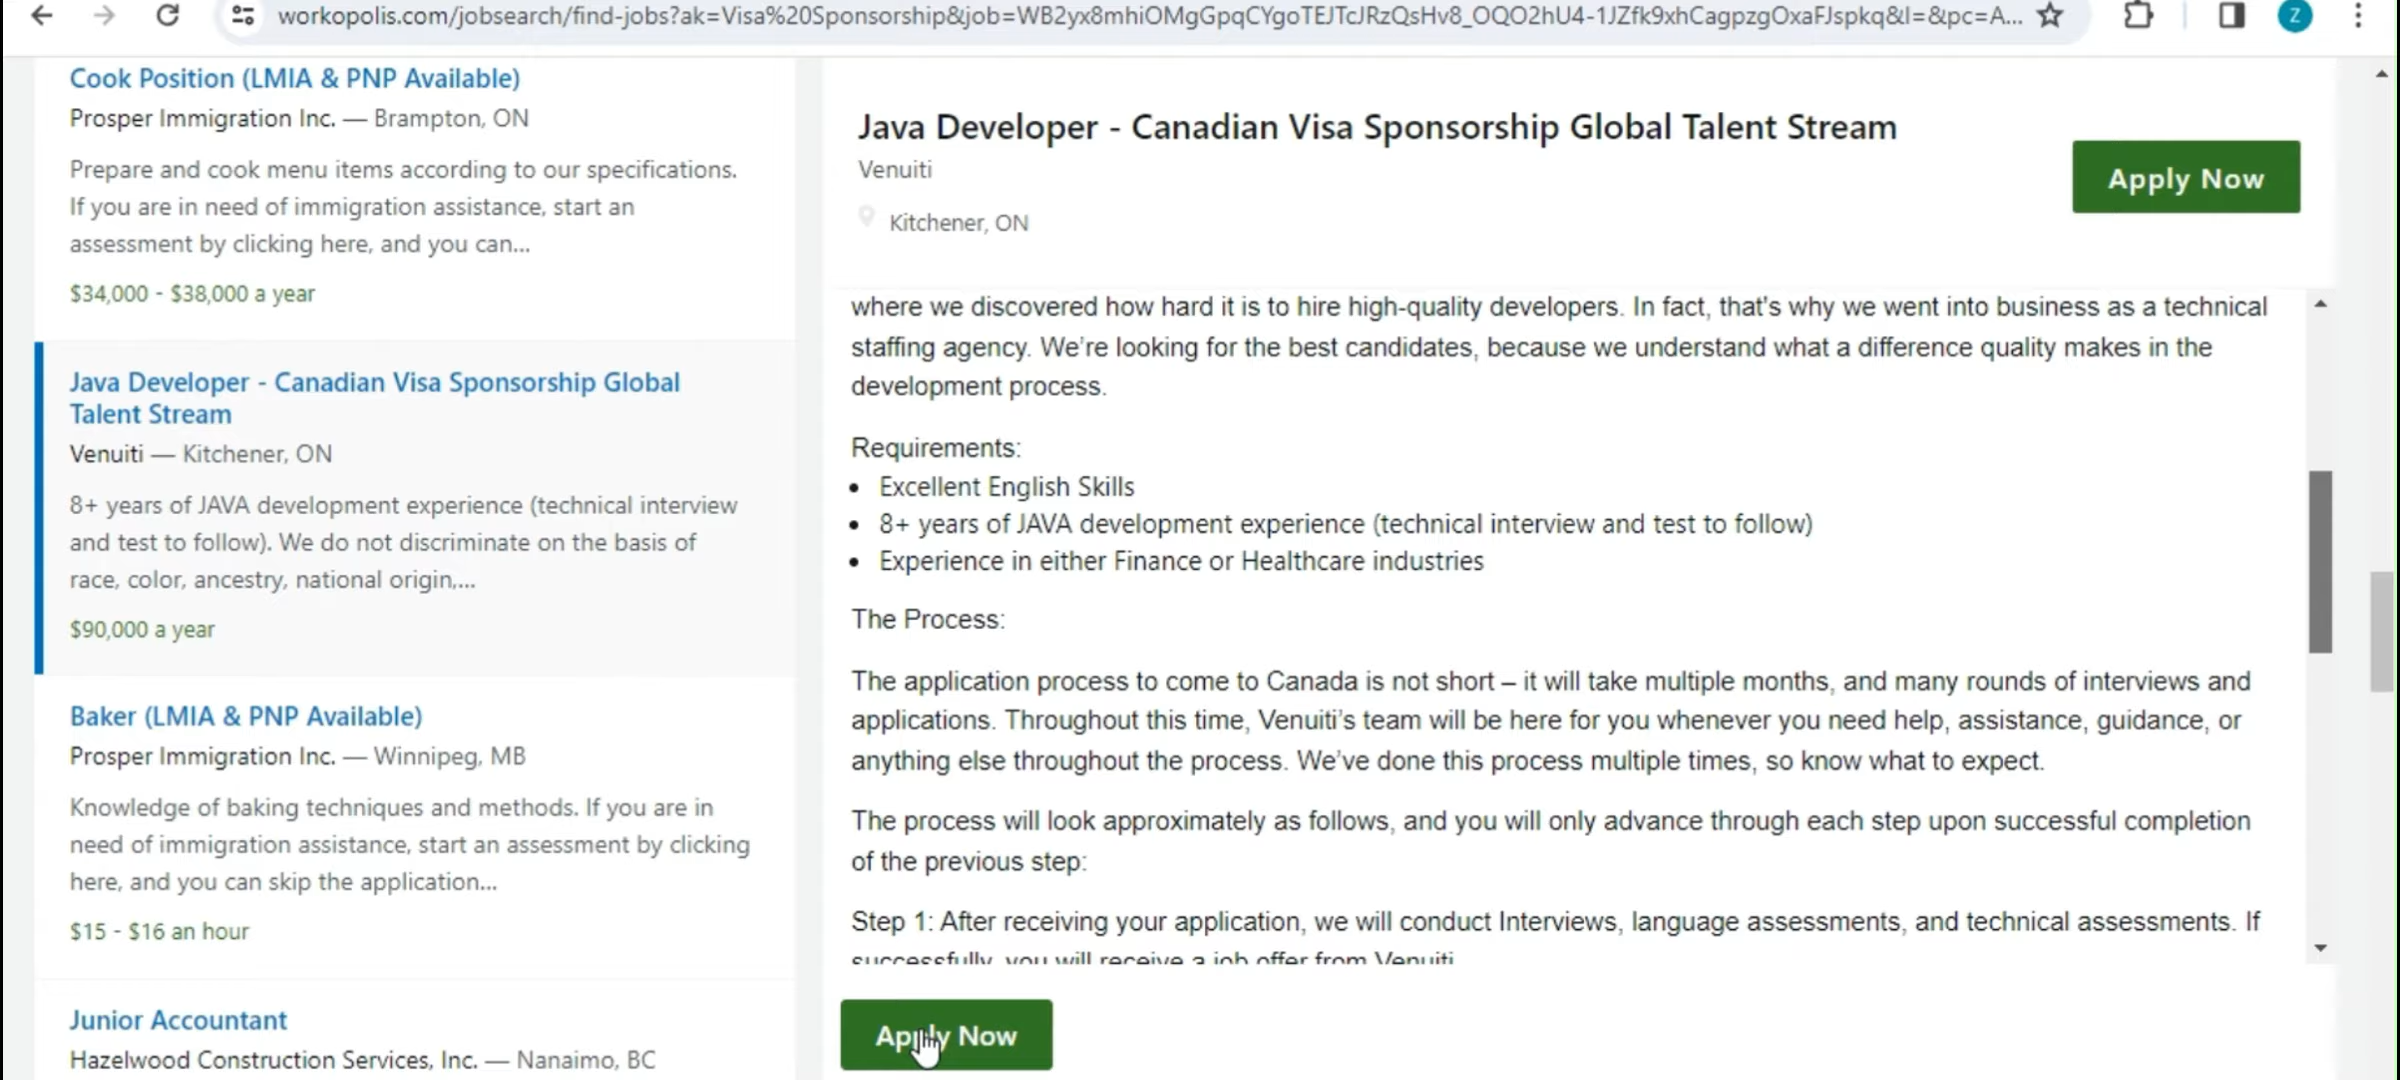 workopolis.com/jobsearch/find-jobs?ak=Visa%20Sponsorship&job=WB2yx8mhiOMgGpqCYgoTEJTcJRzQsHv8_OQO2hU4-1JZfk9xhCagpzgOxaFJspkq&l=&pc=A...
Z
Cook Position (LMIA & PNP Available)
Prosper Immigration Inc. — Brampton, ON
Prepare and cook menu items according to our specifications.
If you are in need of immigration assistance, start an
assessment by clicking here, and you can...
$34,000 - $38,000 a year
Java Developer - Canadian Visa Sponsorship Global
Talent Stream
Venuiti — Kitchener, ON
8+ years of JAVA development experience (technical interview
and test to follow). We do not discriminate on the basis of
race, color, ancestry, national origin,...
$90,000 a year
Baker (LMIA & PNP Available)
Prosper Immigration Inc. — Winnipeg, MB
Knowledge of baking techniques and methods. If you are in
need of immigration assistance, start an assessment by clicking
here, and you can skip the application...
$15 - $16 an hour
Junior Accountant
Hazelwood Construction Services, Inc. — Nanaimo, BC
Java Developer - Canadian Visa Sponsorship Global Talent Stream
Venuiti
Kitchener, ON
Apply Now
where we discovered how hard it is to hire high-quality developers. In fact, that's why we went into business as a technical
staffing agency. We’re looking for the best candidates, because we understand what a difference quality makes in the
development process.
Requirements:
• Excellent English Skills
• 8+ years of JAVA development experience (technical interview and test to follow)
• Experience in either Finance or Healthcare industries
The Process:
The application process to come to Canada is not short – it will take multiple months, and many rounds of interviews and
applications. Throughout this time, Venuiti’s team will be here for you whenever you need help, assistance, guidance, or
anything else throughout the process. We’ve done this process multiple times, so know what to expect.
The process will look approximately as follows, and you will only advance through each step upon successful completion
of the previous step:
Step 1: After receiving your application, we will conduct Interviews, language assessments, and technical assessments. If
successfully, you will receive a job offer from Venuiti
Apply Now